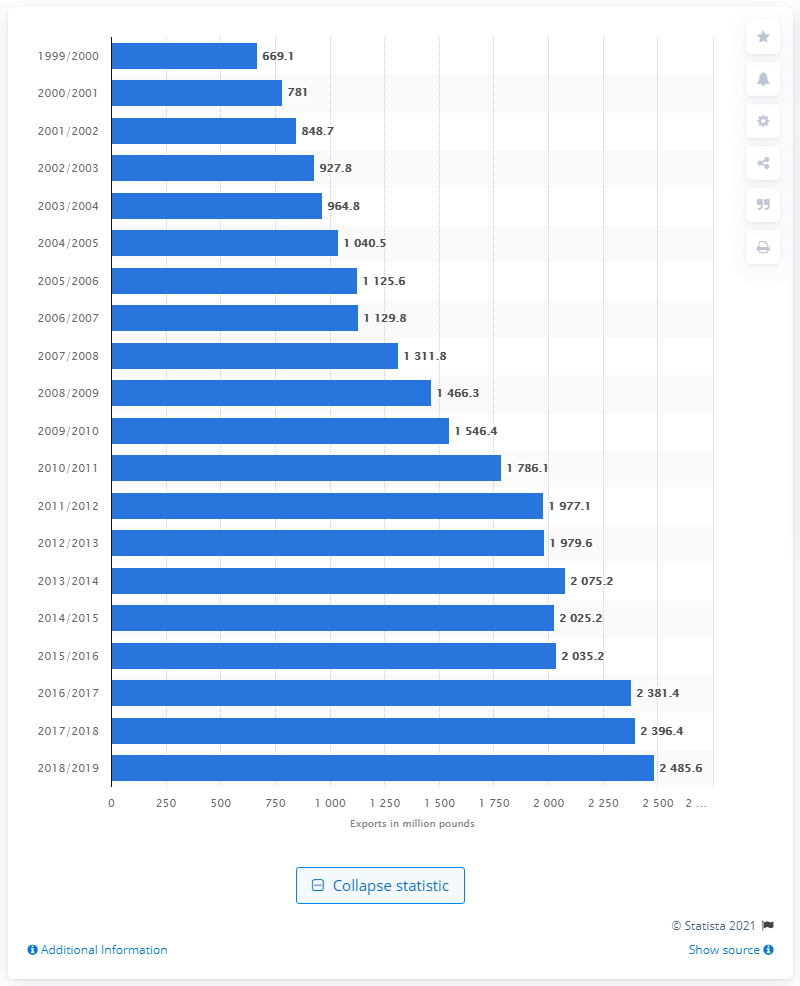 1999/2000 669.1
2000/2001 781
2001/2002 848.7
2002/2003 927.8
2003/2004 964.8
2004/2005 1 040.5
2005/2006 1 125.6
2006/2007 1 129.8
2007/2008 1 311.8
2008/2009 1 466.3
2009/2010 1 546.4
2010/2011 1 786.1
2011/2012 1 977.1
2012/2013 1 979.6
2013/2014 2 075.2
2014/2015 2 025.2
2015/2016 2 035.2
2016/2017 2 381.4
2017/2018 2 396.4
2018/2019 2 485.6
0 250 500 750 1 000 1 250 1 500 1 750 2 000 2 250 2 500 2 ...
Exports in million pounds
Collapse statistic
© Statista 2021
Additional Information Show source